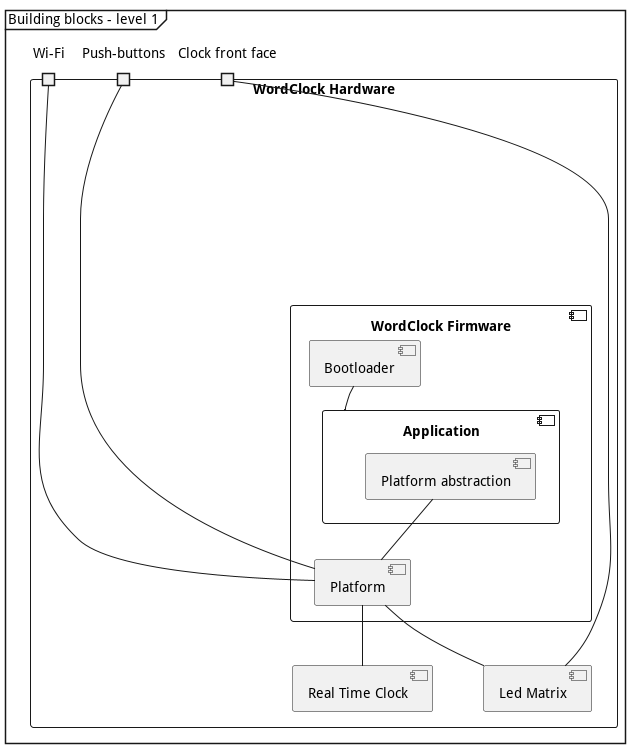 Building blocks - level 1
Wi-Fi
Push-buttons
Clock front face
WordClock Hardware
WordClock Firmware
Bootloader
Application
Platform abstraction
Platform
Real Time Clock
Led Matrix